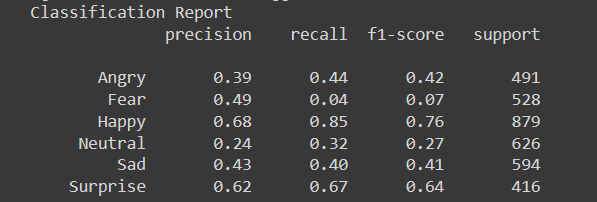 Classification Report
precision recall f1-score support
Angry 0.39 0.44 0.42 491
Fear 0.49 0.04 0.07 528
Happy 0.68 0.85 0.76 879
Neutral 0.24 0.32 0.27 626
Sad 0.43 0.40 0.41 594
Surprise 0.62 0.67 0.64 416